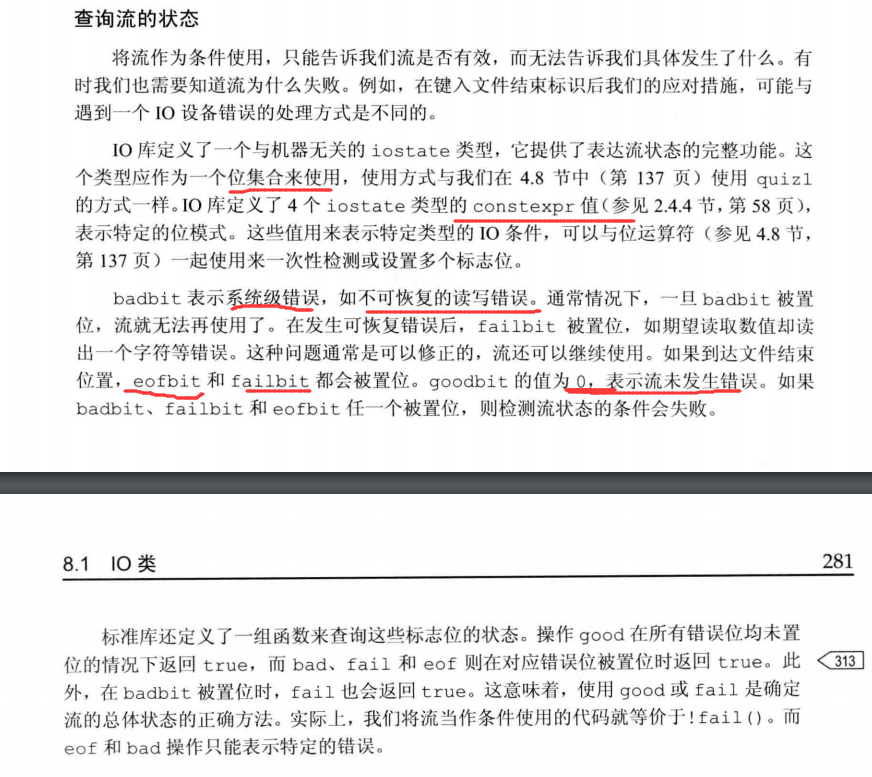 查询流的状态
将流作为条件使用，只能告诉我们流是否有效，而无法告诉我们具体发生了什么。有
时我们也需要知道流为什么失败。例如，在键入文件结束标识后我们的应对措施，可能与
遇到一个 IO 设备错误的处理方式是不同的。
IO 库定义了一个与机器无关的 iostate 类型，它提供了表达流状态的完整功能。这
个类型应作为一个位集合来使用，使用方式与我们在 4.8 节中（第 137 页）使用 quiz1
的方式一样。IO 库定义了 4 个 iostate 类型的 constexpr 值（参见 2.4.4 节，第 58 页），
表示特定的位模式。这些值用来表示特定类型的 IO 条件，可以与位运算符（参见 4.8 节，
第 137 页）一起使用来一次性检测或设置多个标志位。
badbit 表示系统级错误，如不可恢复的读写错误。通常情况下，一旦 badbit 被置
位，流就无法再使用了。在发生可恢复错误后，failbit 被置位，如期望读取数值却读
出一个字符等错误。这种问题通常是可以修正的，流还可以继续使用。如果到达文件结束
位置，eofbit 和 failbit 都会被置位。goodbit 的值为 0，表示流未发生错误。如果
badbit、failbit 和 eofbit 任一个被置位，则检测流状态的条件会失败。
8.1 IO 类 281
标准库还定义了一组函数来查询这些标志位的状态。操作 good 在所有错误位均未置
位的情况下返回 true，而 bad、fail 和 eof 则在对应错误位被置位时返回 true。此 313
外，在 badbit 被置位时，fail 也会返回 true。这意味着，使用 good 或 fail 是确定
流的总体状态的正确方法。实际上，我们将流当作条件使用的代码就等价于!fail()。而
eof 和 bad 操作只能表示特定的错误。